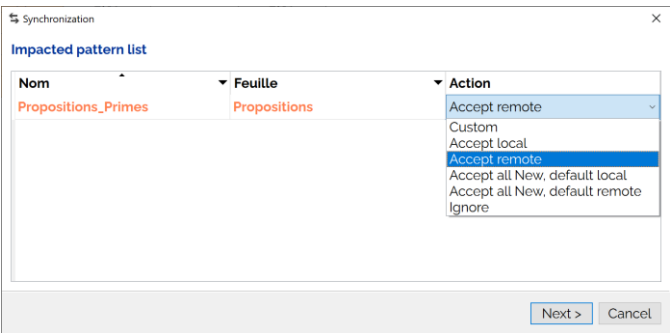 Synchronization
Impacted pattern list
Nom Feuille Action
Propositions_Primes Propositions Accept remote
Custom
Accept local
Accept remote
Accept all New, default local
Accept all New, default remote
Ignore
Next > Cancel